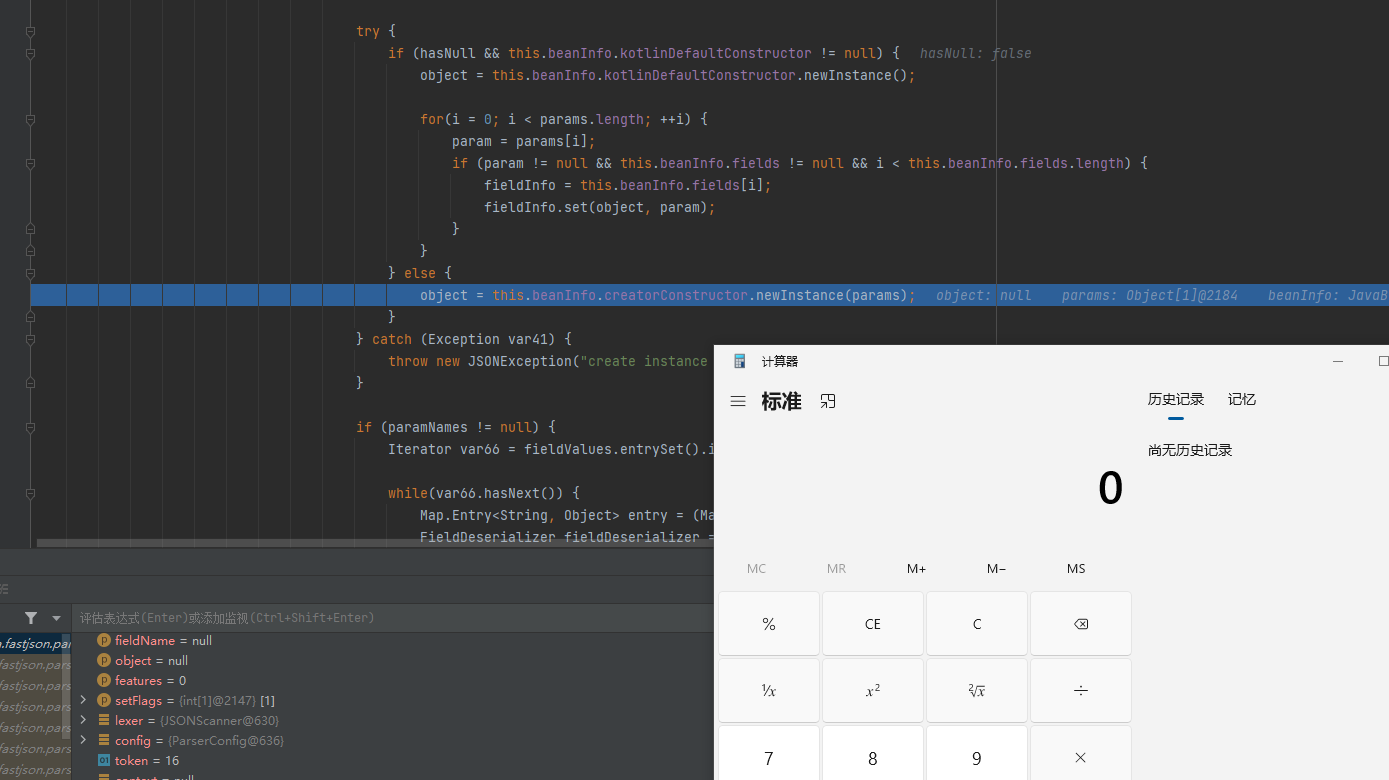 try {
if (hasNull && this.beanInfo.kotlinDefaultConstructor != null) { hasNull: false
object = this.beanInfo.kotlinDefaultConstructor.newInstance();
for(i = 0; i < params.length; ++i) {
param = params[i];
if (param != null && this.beanInfo.fields != null && i < this.beanInfo.fields.length) {
fieldInfo = this.beanInfo.fields[i];
fieldInfo.set(object, param);
}
}
} else {
object = this.beanInfo.creatorConstructor.newInstance(params); object: null params: Object[1]@2184 beanInfo: JavaB
}
} catch (Exception var41) {
throw new JSONException("create instance
}
if (paramNames != null) {
Iterator var66 = fieldValues.entrySet().i
while(var66.hasNext()) {
Map.Entry<String, Object> entry = (Ma
FieldDeserializer fieldDeserializer =
评估表达式(Enter)或添加监视(Ctrl+Shift+Enter)
.fastjson.pars
fastjson.pars
fastjson.pars
fastjson.pars
fastjson.pars
fastjson.pars
fastjson.pars
fieldName = null
object = null
features = 0
setFlags = {int[1]@2147} [1]
lexer = {JSONScanner@630}
config = {ParserConfig@636}
01 token = 16
context = null
计算器
标准
历史记录 记忆
尚无历史记录
0
MC MR M+ M− MS
% CE C
¹/x x² ²√x ÷
7 8 9 ×